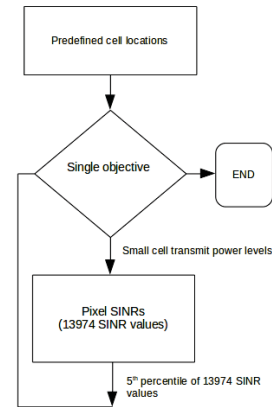 Predefined cell locations
Single objective
END
Small cell transmit power levels
Pixel SINRs
(13974 SINR values)
5th percentile of 13974 SINR
values